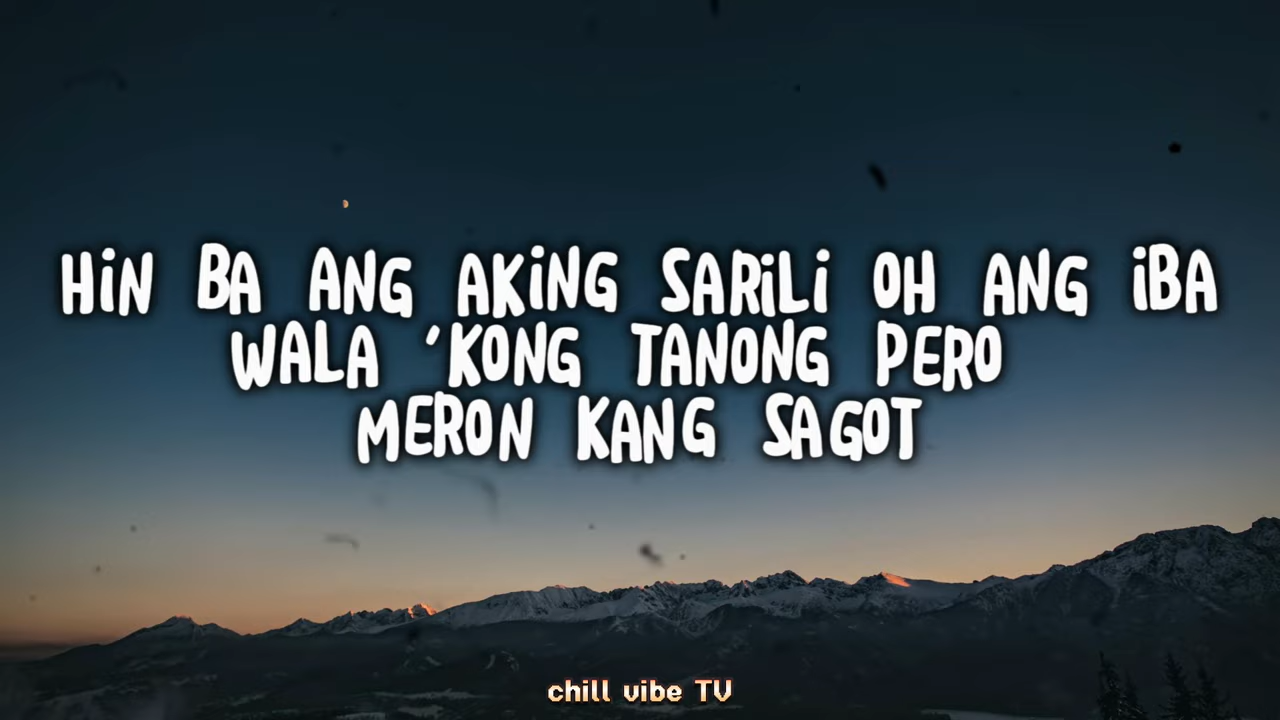 HiN BA ANG AKiNG SARiLi OH ANG iBA
WALA 'KONG TANONG PERO
MERON KANG SAGOT
chill vibe TV